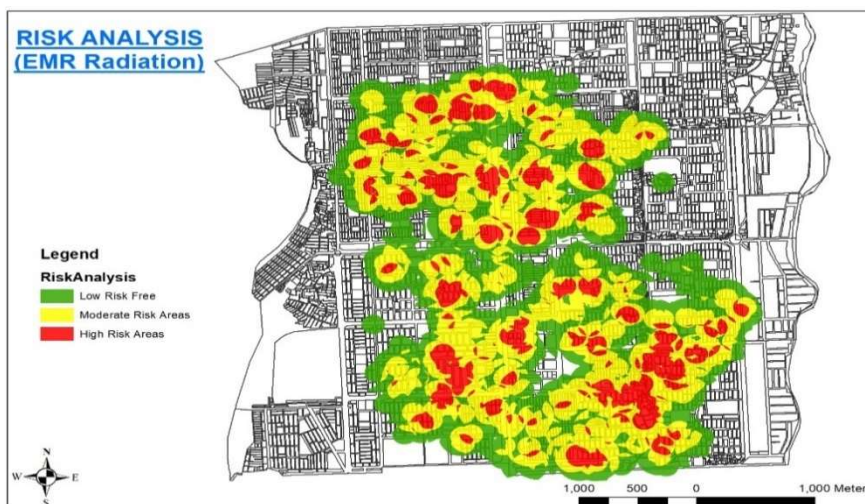 RISK ANALYSIS
(EMR Radiation)
Legend
RiskAnalysis
Low Risk Free
Moderate Risk Areas
High Risk Areas
N
W E
S
1,000 500 0 1,000 Meters